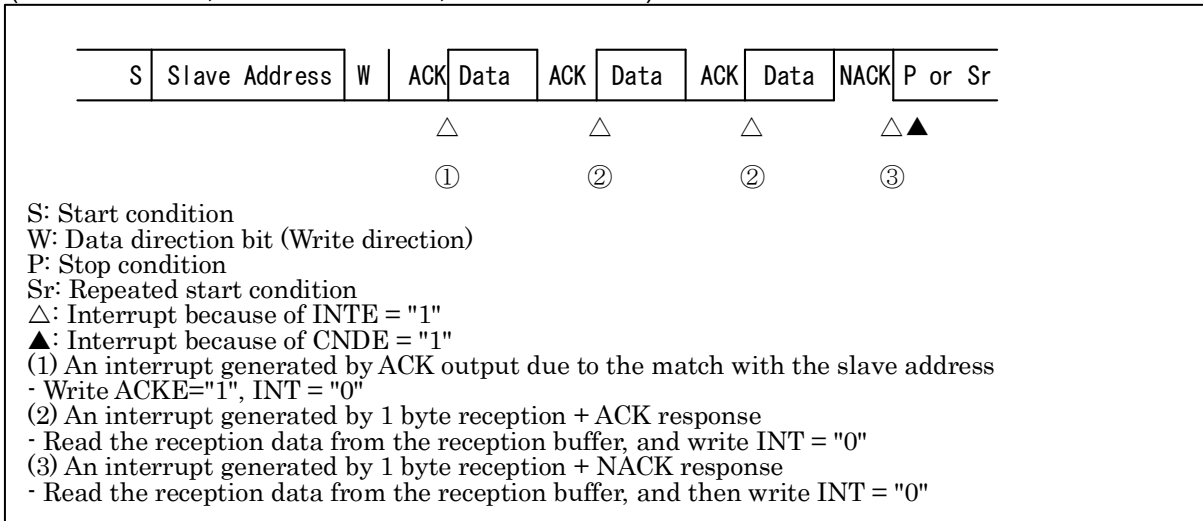 S Slave Address W ACK Data ACK Data ACK Data NACK P or Sr
△ △ △ △▲
① ② ② ③
S: Start condition
W: Data direction bit (Write direction)
P: Stop condition
Sr: Repeated start condition
△: Interrupt because of INTE = "1"
▲: Interrupt because of CNDE = "1"
(1) An interrupt generated by ACK output due to the match with the slave address
- Write ACKE="1", INT = "0"
(2) An interrupt generated by 1 byte reception + ACK response
- Read the reception data from the reception buffer, and write INT = "0"
(3) An interrupt generated by 1 byte reception + NACK response
- Read the reception data from the reception buffer, and then write INT = "0"